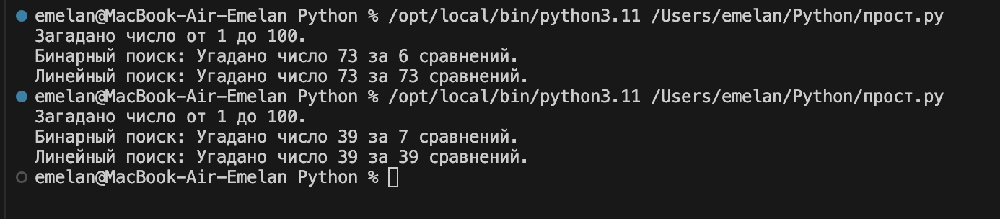 emelan@MacBook-Air-Emelan Python % /opt/local/bin/python3.11 /Users/emelan/Python/прост.py
Загадано число от 1 до 100.
Бинарный поиск: Угадано число 73 за 6 сравнений.
Линейный поиск: Угадано число 73 за 73 сравнений.
emelan@MacBook-Air-Emelan Python % /opt/local/bin/python3.11 /Users/emelan/Python/прост.py
Загадано число от 1 до 100.
Бинарный поиск: Угадано число 39 за 7 сравнений.
Линейный поиск: Угадано число 39 за 39 сравнений.
emelan@MacBook-Air-Emelan Python %